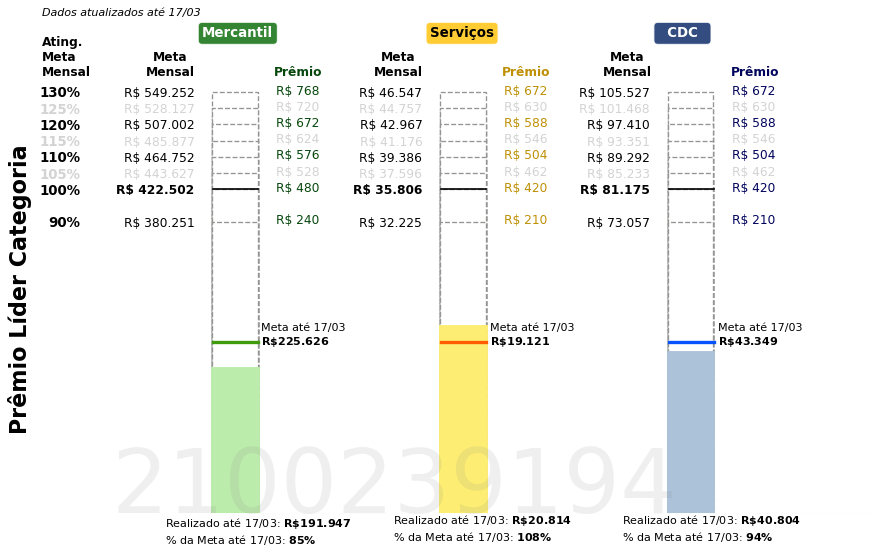 Dados atualizados até 17/03
Mercantil Serviços CDC
Ating.
Meta Meta Meta Meta
Mensal Mensal Prêmio Mensal Prêmio Mensal Prêmio
130% R$ 549.252 R$ 768 R$ 46.547 R$ 672 R$ 105.527 R$ 672
125% R$ 528.127 R$ 720 R$ 44.757 R$ 630 R$ 101.468 R$ 630
120% R$ 507.002 R$ 672 R$ 42.967 R$ 588 R$ 97.410 R$ 588
115% R$ 485.877 R$ 624 R$ 41.176 R$ 546 R$ 93.351 R$ 546
110% R$ 464.752 R$ 576 R$ 39.386 R$ 504 R$ 89.292 R$ 504
105% R$ 443.627 R$ 528 R$ 37.596 R$ 462 R$ 85.233 R$ 462
100% R$ 422.502 R$ 480 R$ 35.806 R$ 420 R$ 81.175 R$ 420
90% R$ 380.251 R$ 240 R$ 32.225 R$ 210 R$ 73.057 R$ 210
Prêmio Líder Categoria
Meta até 17/03 Meta até 17/03 Meta até 17/03
R$225.626 R$19.121 R$43.349
2100239194
Realizado até 17/03: R$191.947 Realizado até 17/03: R$20.814 Realizado até 17/03: R$40.804
% da Meta até 17/03: 85% % da Meta até 17/03: 108% % da Meta até 17/03: 94%